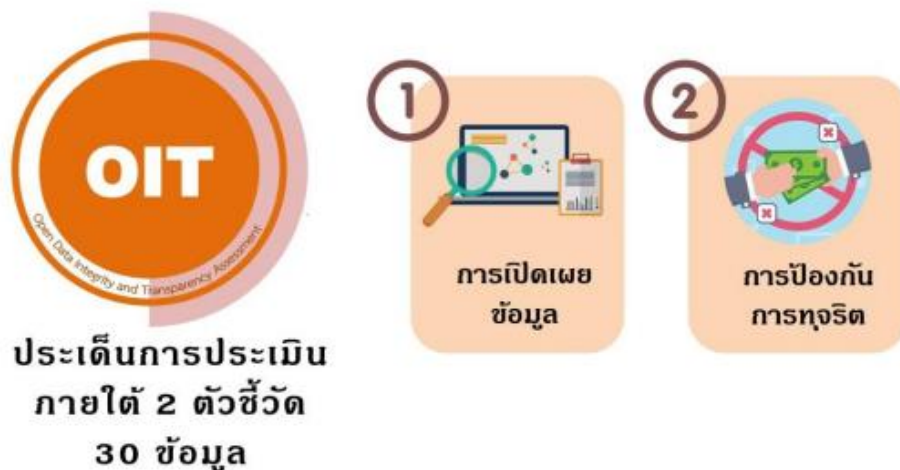 OIT
Open Data Integrity and Transparency Assessment
ประเด็นการประเมิน
ภายใต้ 2 ตัวชี้วัด
30 ข้อมูล
1
การเปิดเผย
ข้อมูล
2
การป้องกัน
การทุจริต